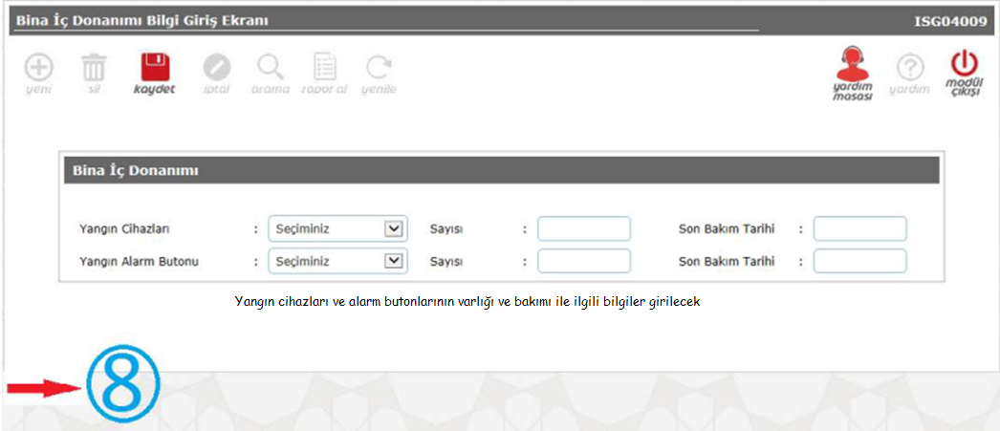 Bina İç Donanımı Bilgi Giriş Ekranı ISG04009
yeni sil kaydet iptal arama rapor al yenile yardım masası yardım modül çıkışı
Bina İç Donanımı
Yangın Cihazları : Seçiminiz Sayısı : Son Bakım Tarihi :
Yangın Alarm Butonu : Seçiminiz Sayısı : Son Bakım Tarihi :
Yangın cihazları ve alarm butonlarının varlığı ve bakımı ile ilgili bilgiler girilecek
8